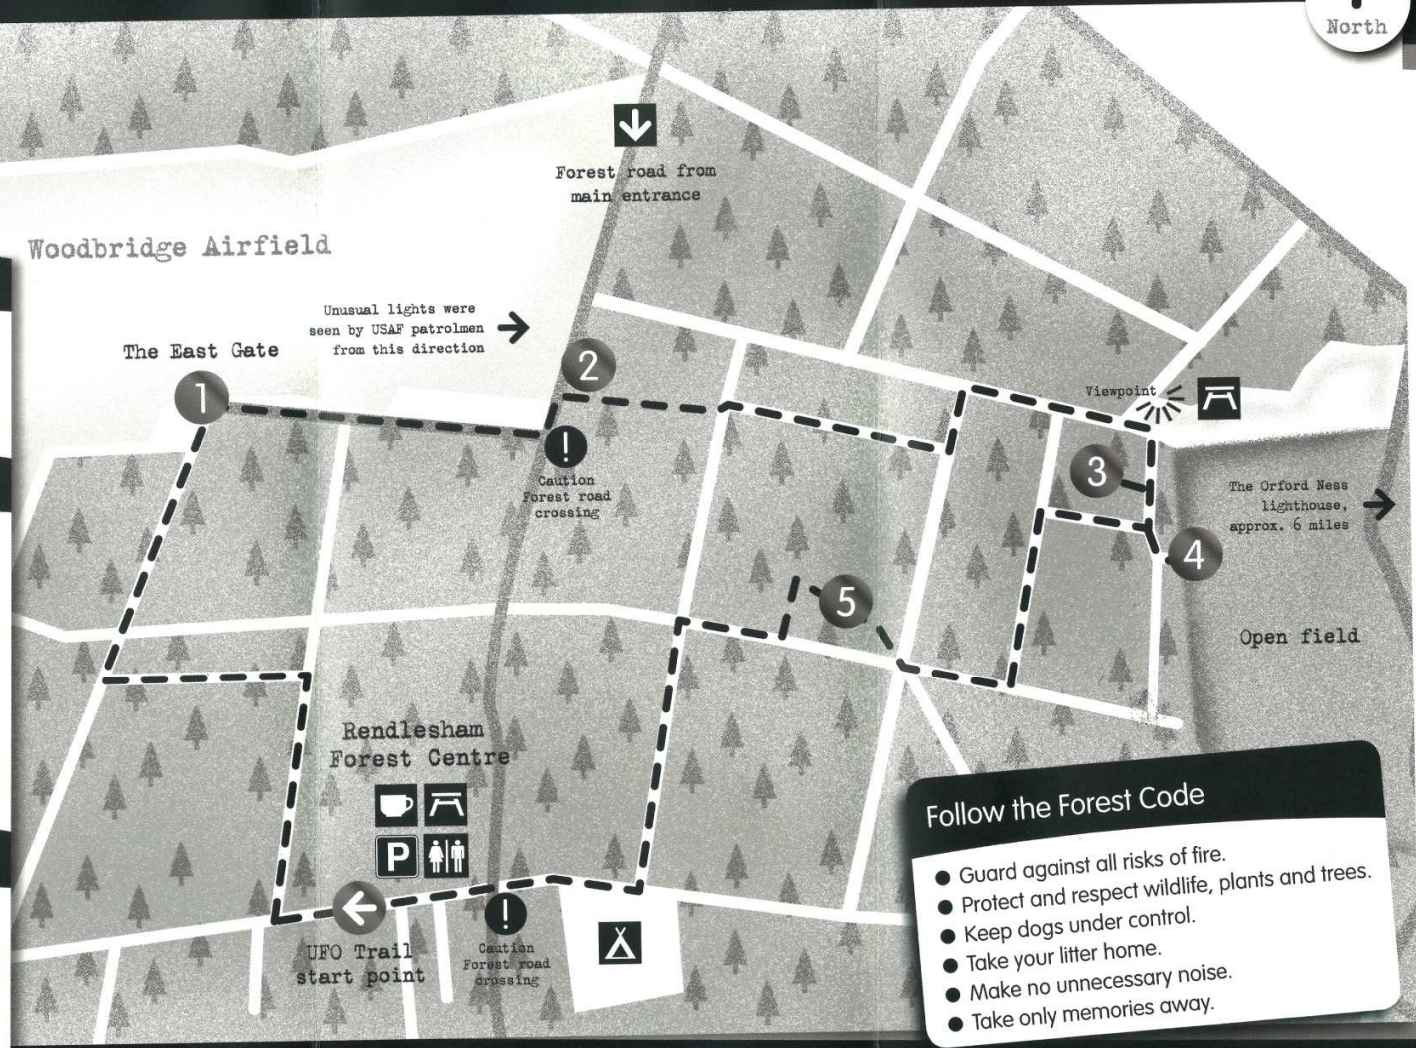 North
Forest road from
main entrance
Woodbridge Airfield
Unusual lights were
seen by USAF patrolmen
from this direction
The East Gate
1
2
!
Caution
Forest road
crossing
Viewpoint
3
The Orford Ness
lighthouse,
approx. 6 miles
4
5
Open field
Rendlesham
Forest Centre
P
UFO Trail
start point
!
Caution
Forest road
crossing
Follow the Forest Code
● Guard against all risks of fire.
● Protect and respect wildlife, plants and trees.
● Keep dogs under control.
● Take your litter home.
● Make no unnecessary noise.
● Take only memories away.